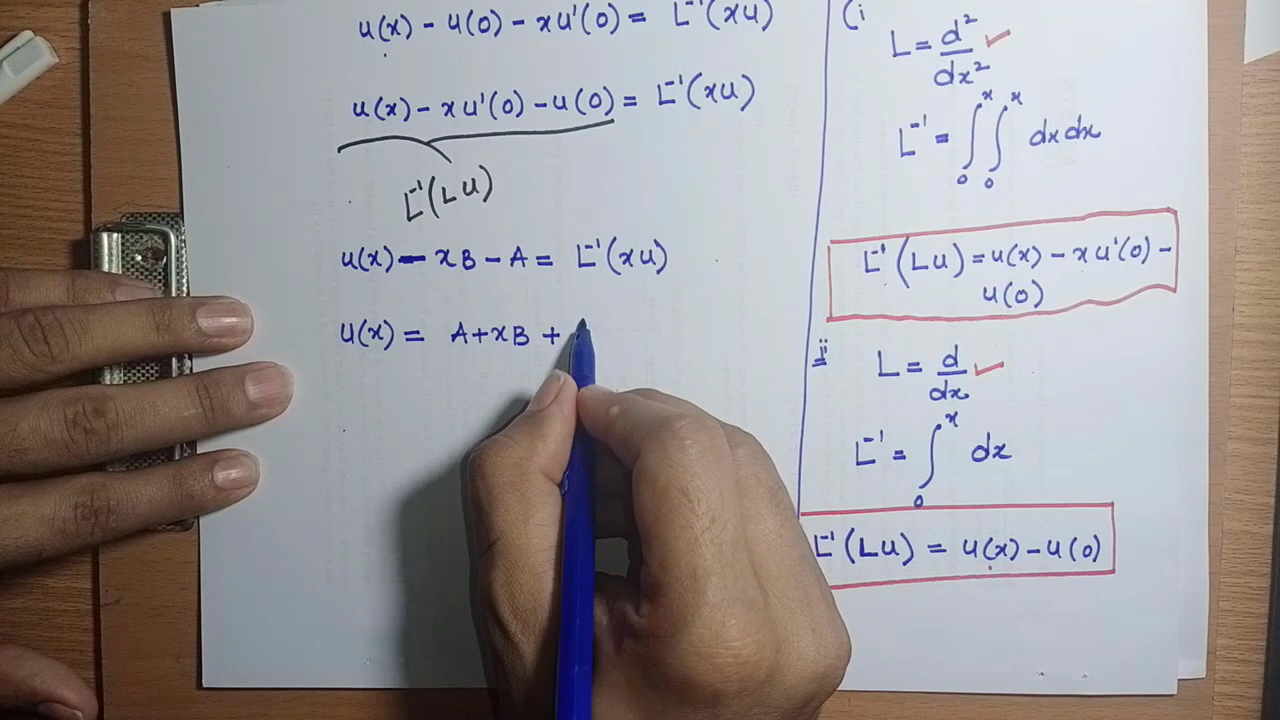 u(x) - u(0) - xu'(0) = L⁻¹(xu)
u(x) - xu'(0) - u(0) = L⁻¹(xu)
L⁻¹(Lu)
u(x) - xB - A = L⁻¹(xu)
u(x) = A + xB +
(i
L = d²/dx² ✓
L⁻¹ = ∫₀ˣ ∫₀ˣ dx dx
L⁻¹(Lu) = u(x) - xu'(0) -
u(0)
ii
L = d/dx ✓
L⁻¹ = ∫₀ˣ dx
L⁻¹(Lu) = u(x) - u(0)